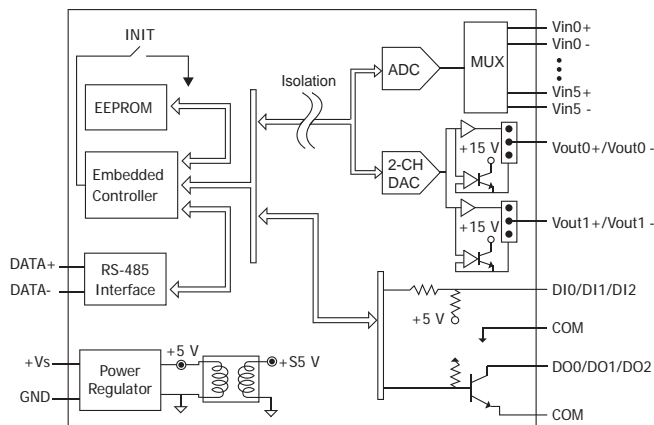 INIT
EEPROM
Embedded
Controller
DATA+
DATA-
RS-485
Interface
+Vs
GND
Power
Regulator
+5 V
+S5 V
Isolation
ADC
MUX
Vin0+
Vin0 -
Vin5+
Vin5 -
2-CH
DAC
+15 V
Vout0+/Vout0 -
+15 V
Vout1+/Vout1 -
DI0/DI1/DI2
+5 V
COM
DO0/DO1/DO2
COM